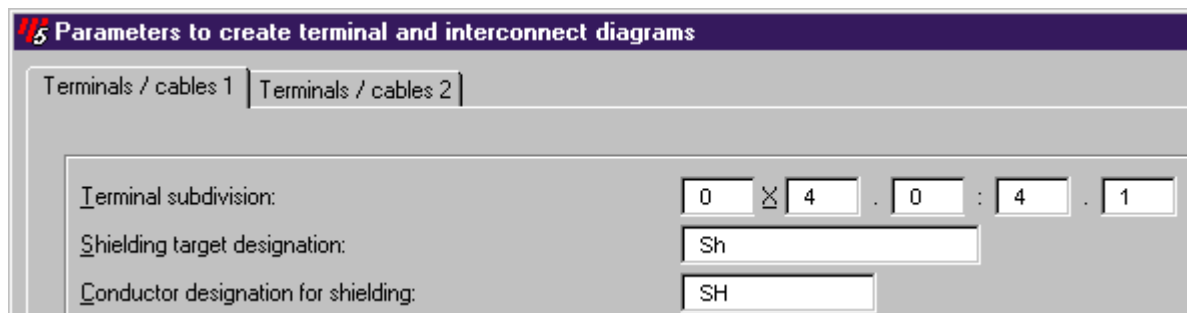 5 Parameters to create terminal and interconnect diagrams
Terminals / cables 1 Terminals / cables 2
Terminal subdivision: 0 X 4 . 0 : 4 . 1
Shielding target designation: Sh
Conductor designation for shielding: SH